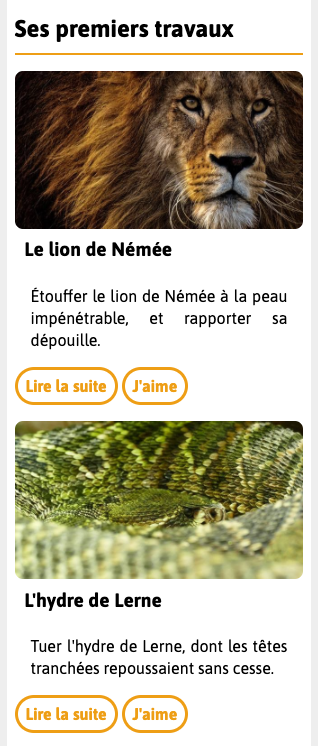 Ses premiers travaux
Le lion de Némée
Étouffer le lion de Némée à la peau
impénétrable, et rapporter sa
dépouille.
Lire la suite J'aime
L'hydre de Lerne
Tuer l'hydre de Lerne, dont les têtes
tranchées repoussaient sans cesse.
Lire la suite J'aime